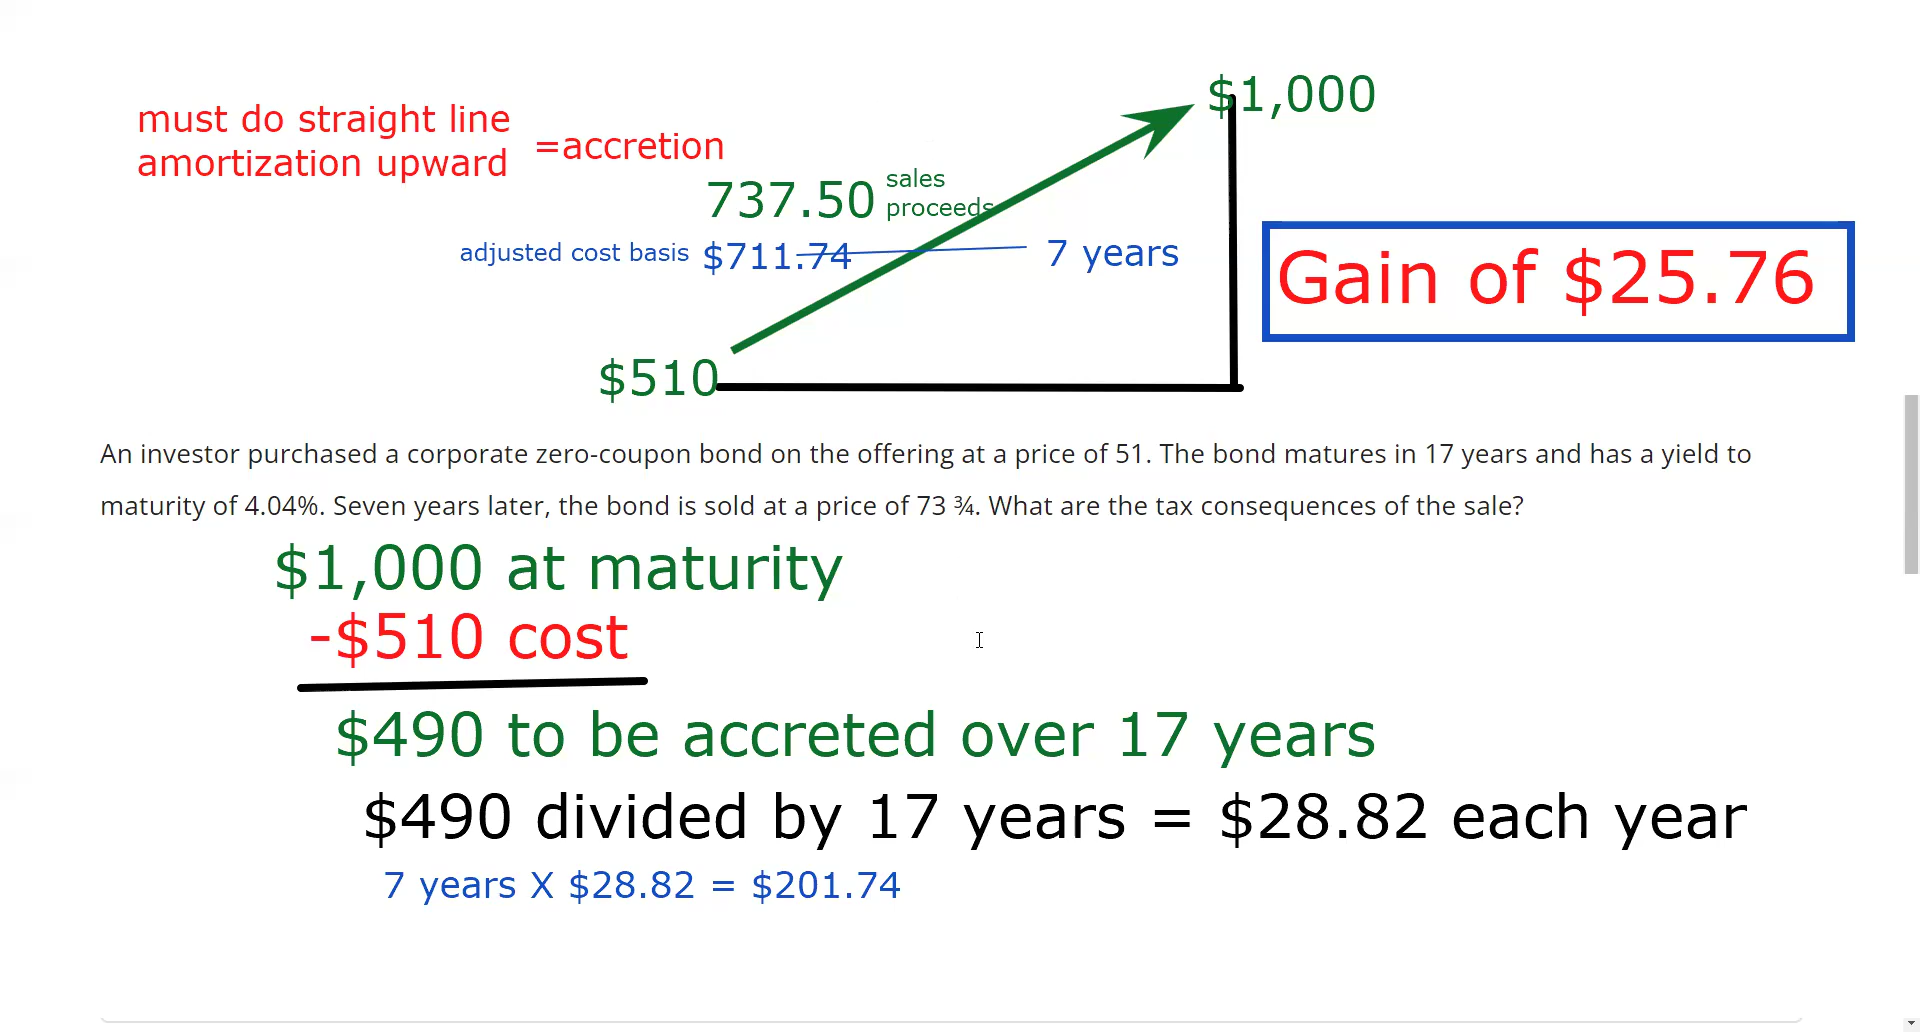 must do straight line
amortization upward
=accretion
$1,000
737.50
sales
proceeds
adjusted cost basis $711.74
7 years
Gain of $25.76
$510
An investor purchased a corporate zero-coupon bond on the offering at a price of 51. The bond matures in 17 years and has a yield to
maturity of 4.04%. Seven years later, the bond is sold at a price of 73 ¾. What are the tax consequences of the sale?
$1,000 at maturity
-$510 cost
$490 to be accreted over 17 years
$490 divided by 17 years = $28.82 each year
7 years X $28.82 = $201.74